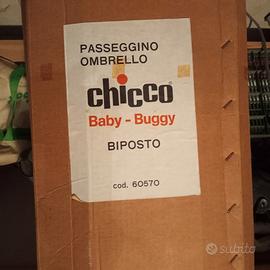 PASSEGGINO
OMBRELLO
chicco
Baby - Buggy
BIPOSTO
cod. 60570
subito